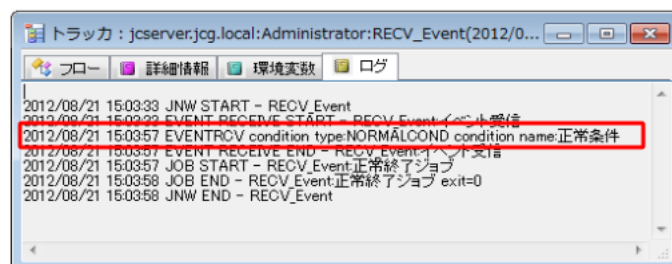 トラッカ : jcserver.jcg.local:Administrator:RECV_Event(2012/0...
フロー 詳細情報 環境変数 ログ
2012/08/21 15:03:33 JNW START - RECV_Event
2012/08/21 15:03:33 EVENT RECEIVE START - RECV_Event:イベント受信
2012/08/21 15:03:57 EVENTRCV condition type:NORMALCOND condition name:正常条件
2012/08/21 15:03:57 EVENT RECEIVE END - RECV_Event:イベント受信
2012/08/21 15:03:57 JOB START - RECV_Event:正常終了ジョブ
2012/08/21 15:03:58 JOB END - RECV_Event:正常終了ジョブ exit=0
2012/08/21 15:03:58 JNW END - RECV_Event